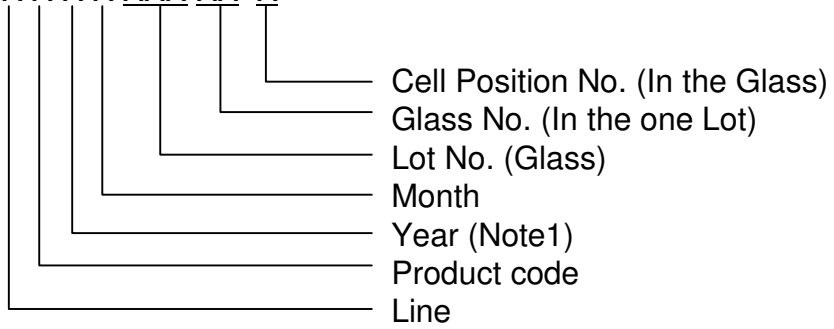 Cell Position No. (In the Glass)
Glass No. (In the one Lot)
Lot No. (Glass)
Month
Year (Note1)
Product code
Line